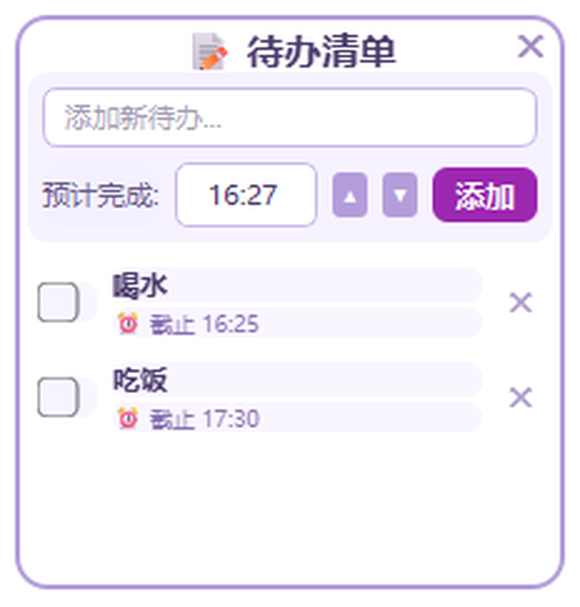 📝 待办清单 ✕
添加新待办...
预计完成: 16:27 ▲ ▼ 添加
喝水 ✕
⏰ 截止 16:25
吃饭 ✕
⏰ 截止 17:30